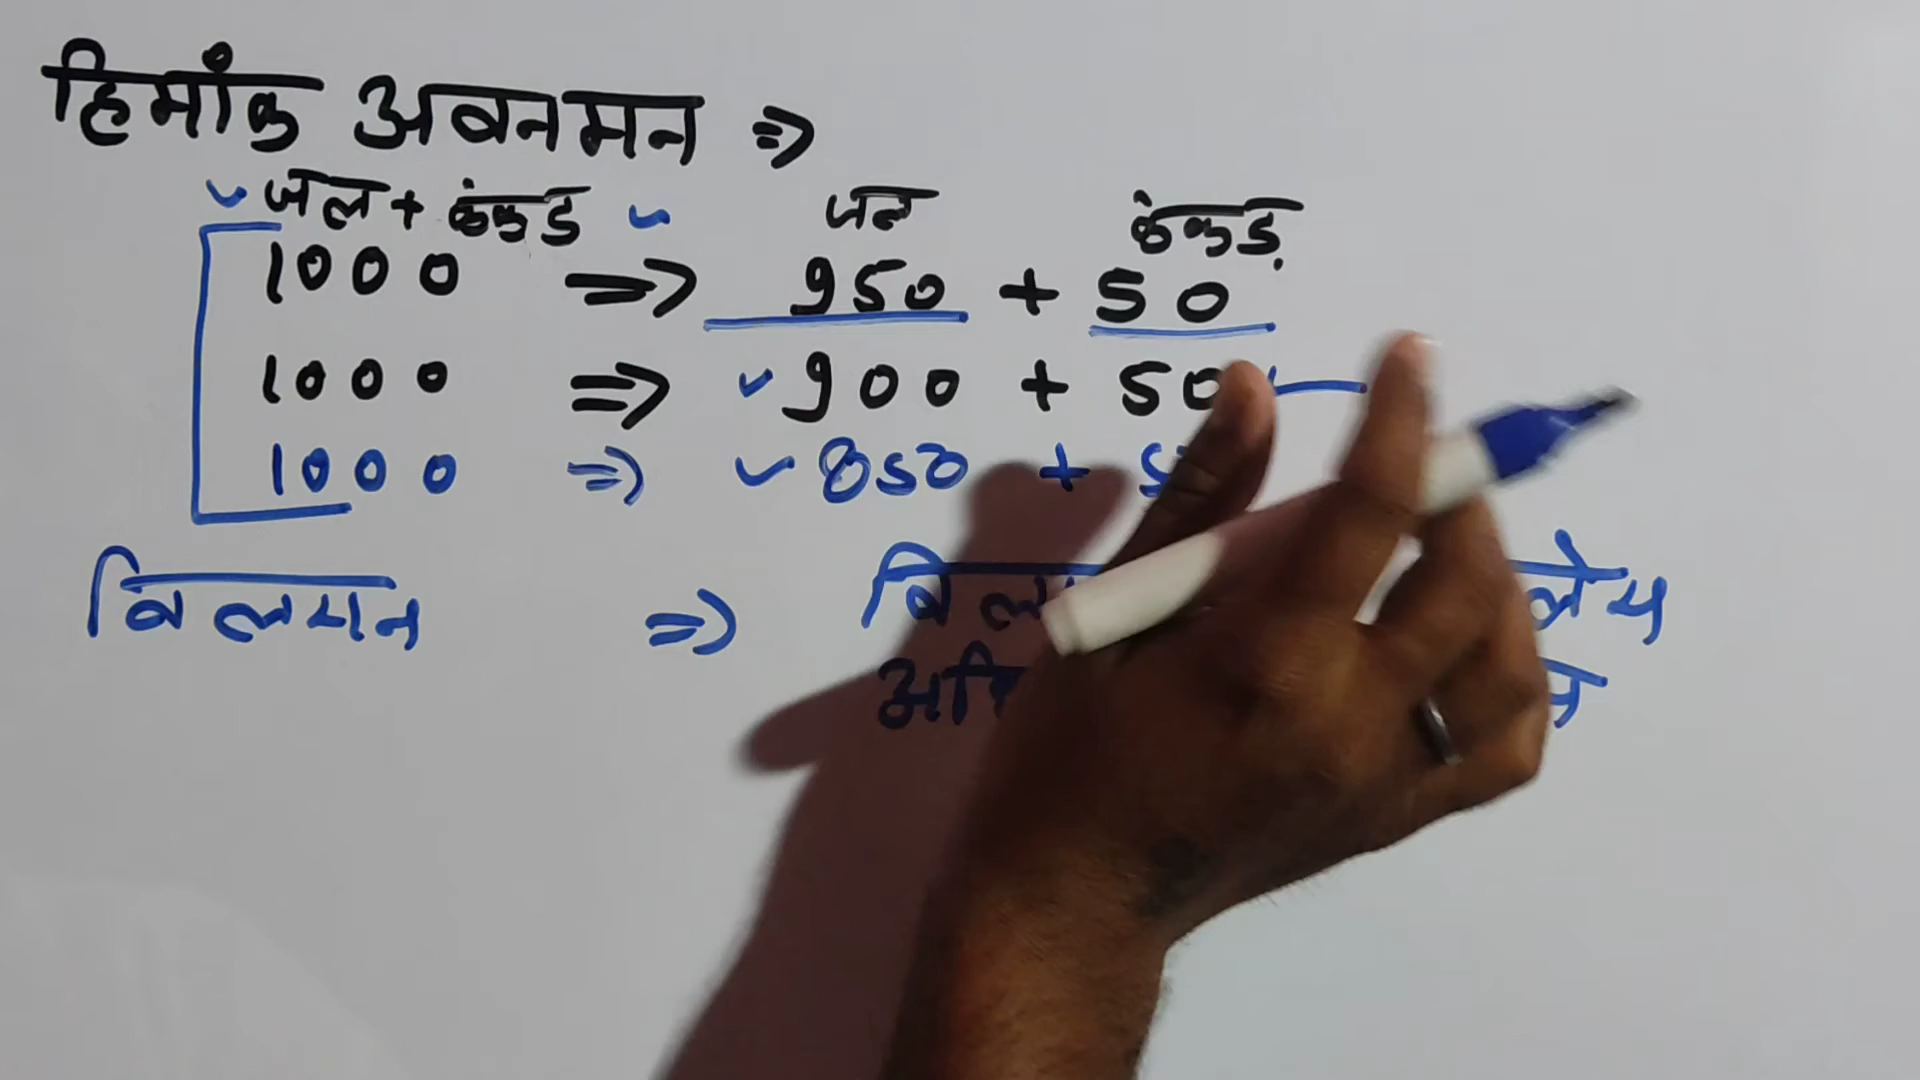 हिमांक अवनमन ⇒
जल + कंकड जल कंकड
1000 ⇒ 950 + 50
1000 ⇒ 900 + 50
1000 ⇒ 850 +
विलयन ⇒